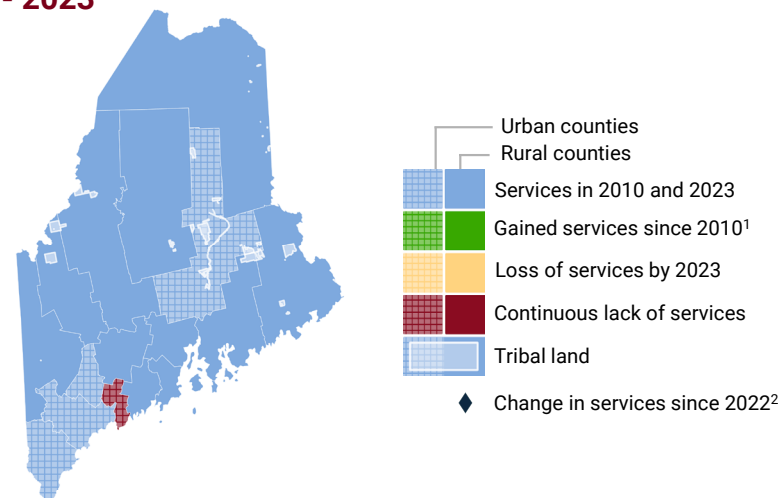 - 2023
Urban counties
Rural counties
Services in 2010 and 2023
Gained services since 2010¹
Loss of services by 2023
Continuous lack of services
Tribal land
Change in services since 2022²